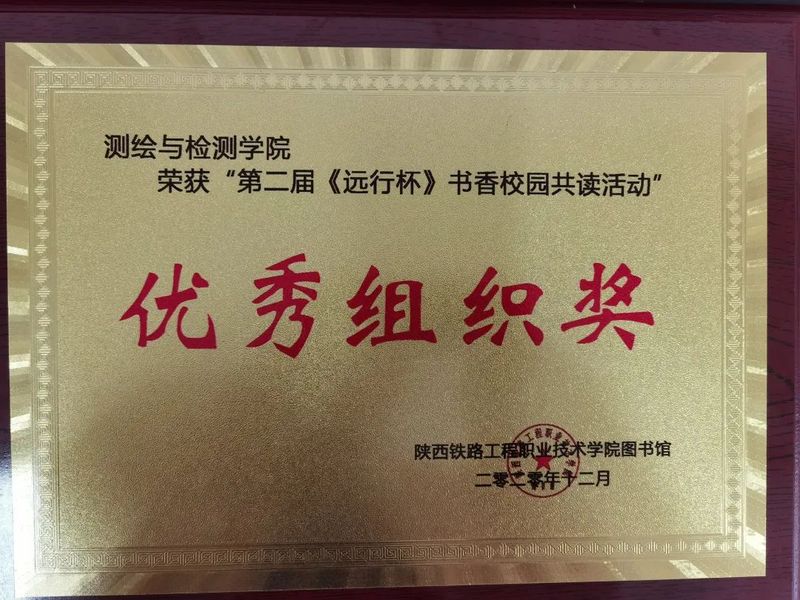 测绘与检测学院
荣获“第二届《远行杯》书香校园共读活动”
优秀组织奖
陕西铁路工程职业技术学院图书馆
二零二零年十二月